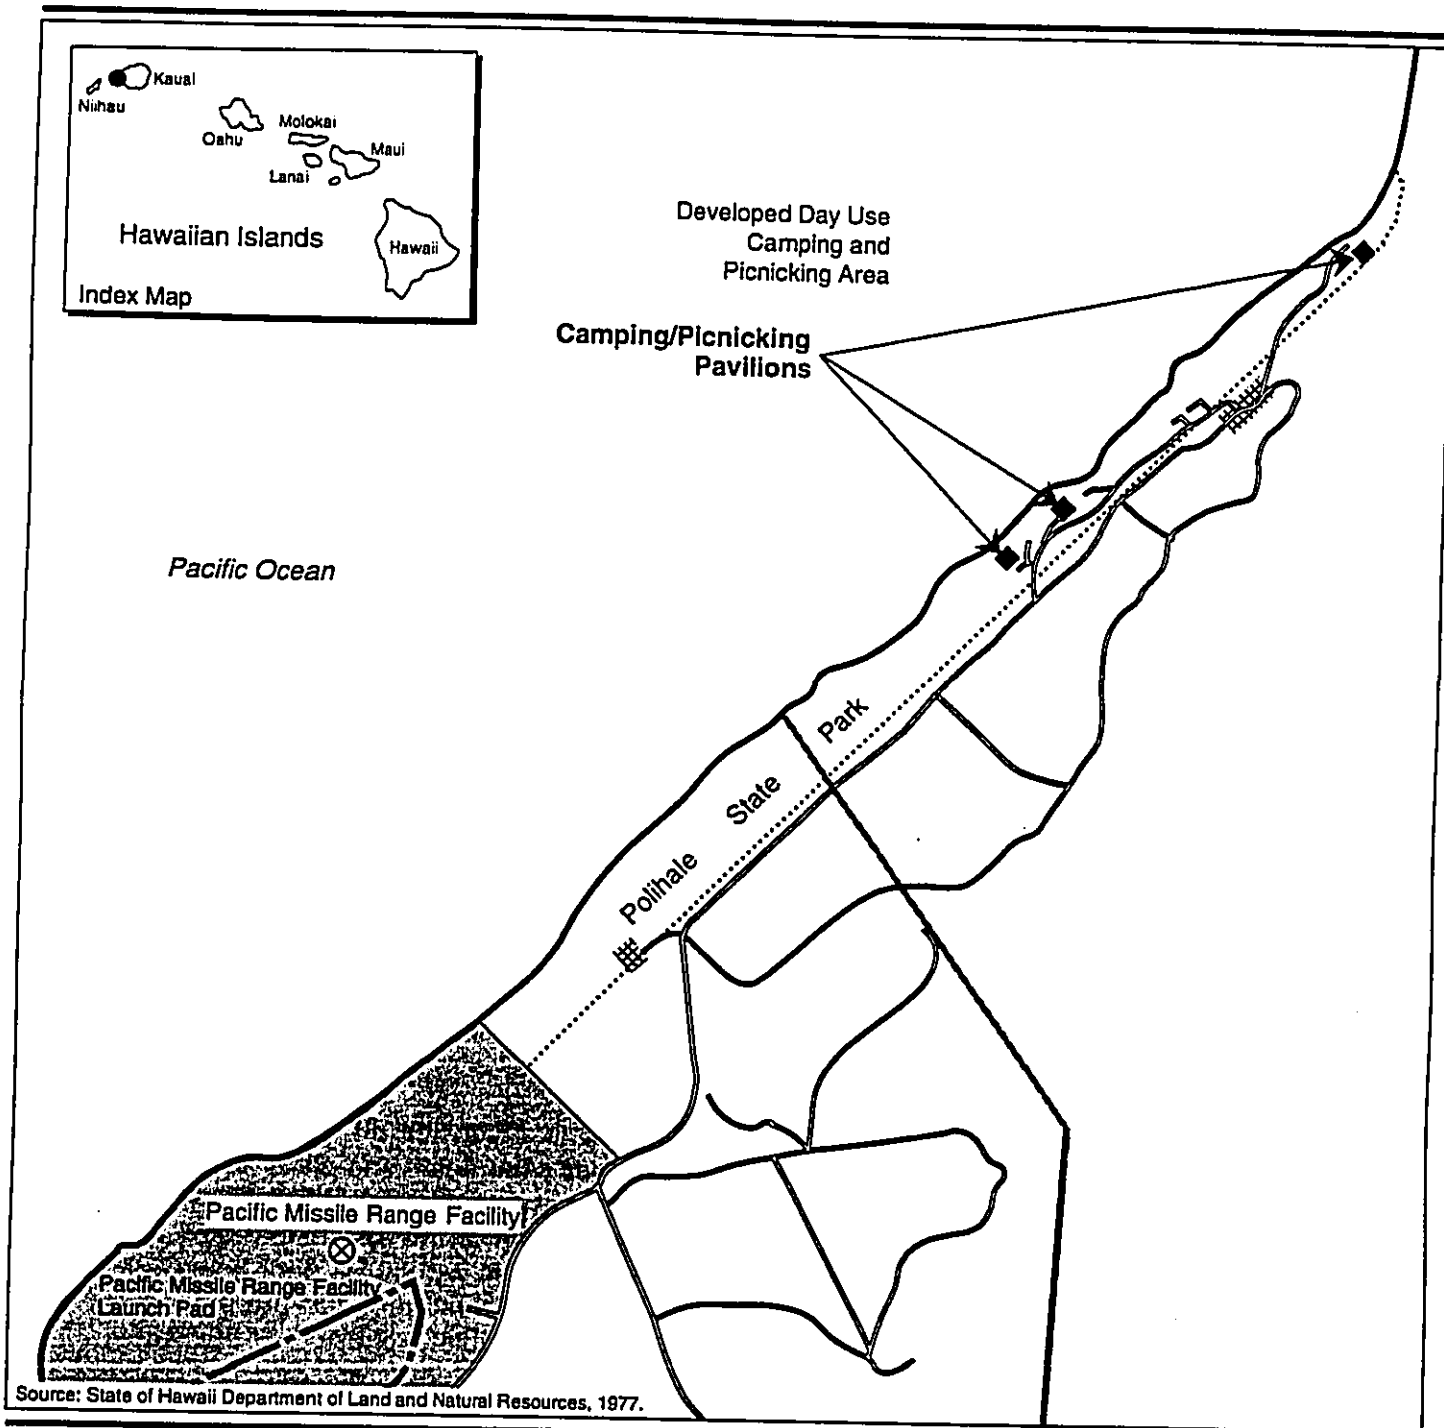 Kauai
Niihau
Oahu
Molokai
Maui
Lanai
Hawaii
Hawaiian Islands
Index Map
Developed Day Use
Camping and
Picnicking Area
Camping/Picnicking
Pavilions
Pacific Ocean
Polihale State Park
Pacific Missile Range Facility
Pacific Missile Range Facility
Launch Pad
Source: State of Hawaii Department of Land and Natural Resources, 1977.